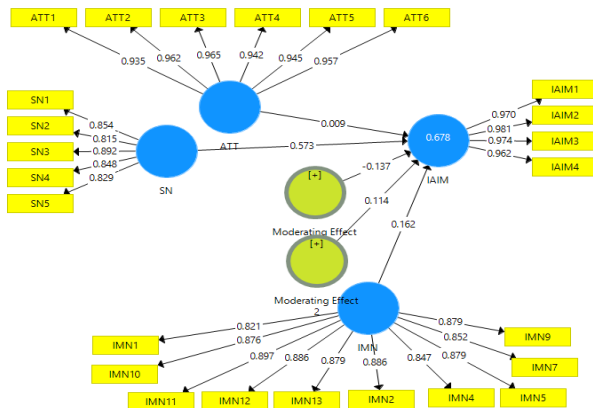 ATT1 ATT2 ATT3 ATT4 ATT5 ATT6
0.935 0.962 0.965 0.942 0.945 0.957
SN1
SN2
SN3
SN4
SN5
0.854
0.815
0.892
0.848
0.829
SN
ATT
0.009
0.573
0.678
IAIM
0.970
0.981
0.974
0.962
IAIM1
IAIM2
IAIM3
IAIM4
[+]
-0.137
Moderating Effect
[+]
0.114
Moderating Effect
2
0.162
IMN
0.821
0.876
0.897
0.886
0.879
0.886
0.847
0.879
0.852
0.879
IMN1
IMN10
IMN11 IMN12 IMN13 IMN2 IMN4 IMN5
IMN7
IMN9